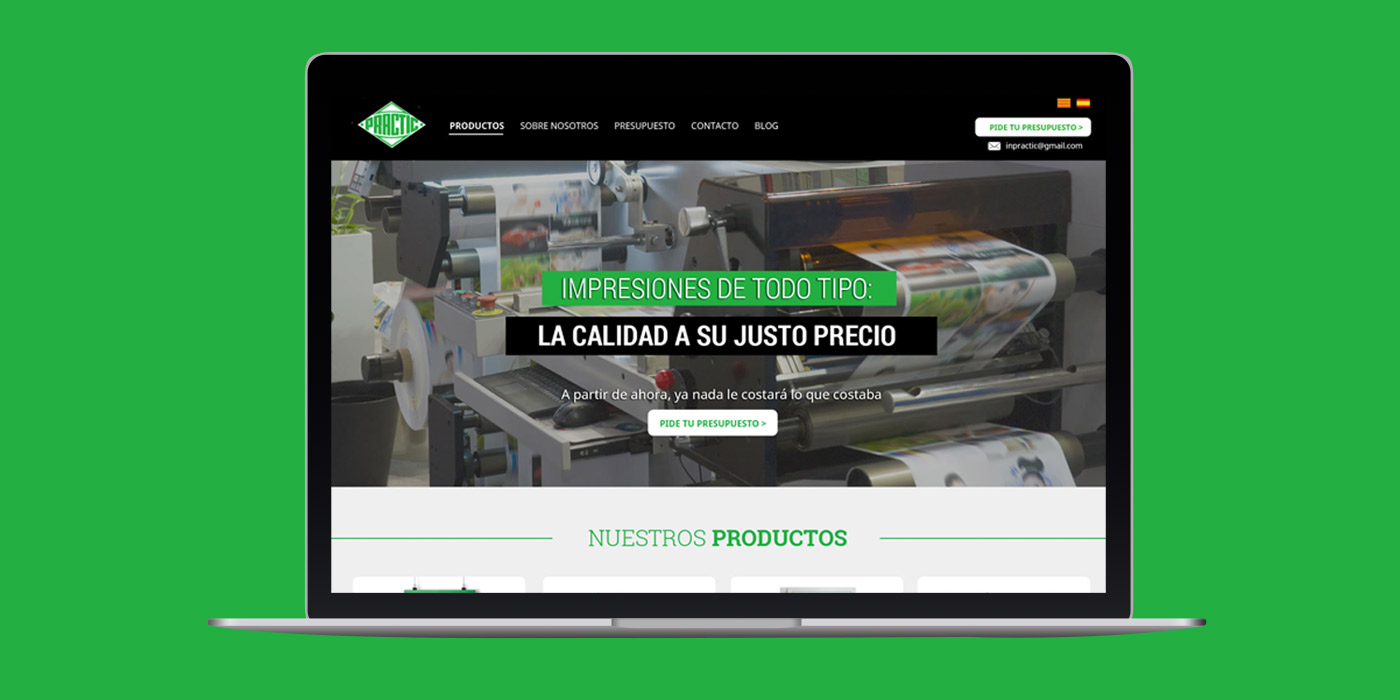 PRACTIC
PRODUCTOS
SOBRE NOSOTROS
PRESUPUESTO
CONTACTO
BLOG
PIDE TU PRESUPUESTO >
inpractic@gmail.com
IMPRESIONES DE TODO TIPO:
LA CALIDAD A SU JUSTO PRECIO
A partir de ahora, ya nada le costará lo que costaba
PIDE TU PRESUPUESTO >
NUESTROS PRODUCTOS